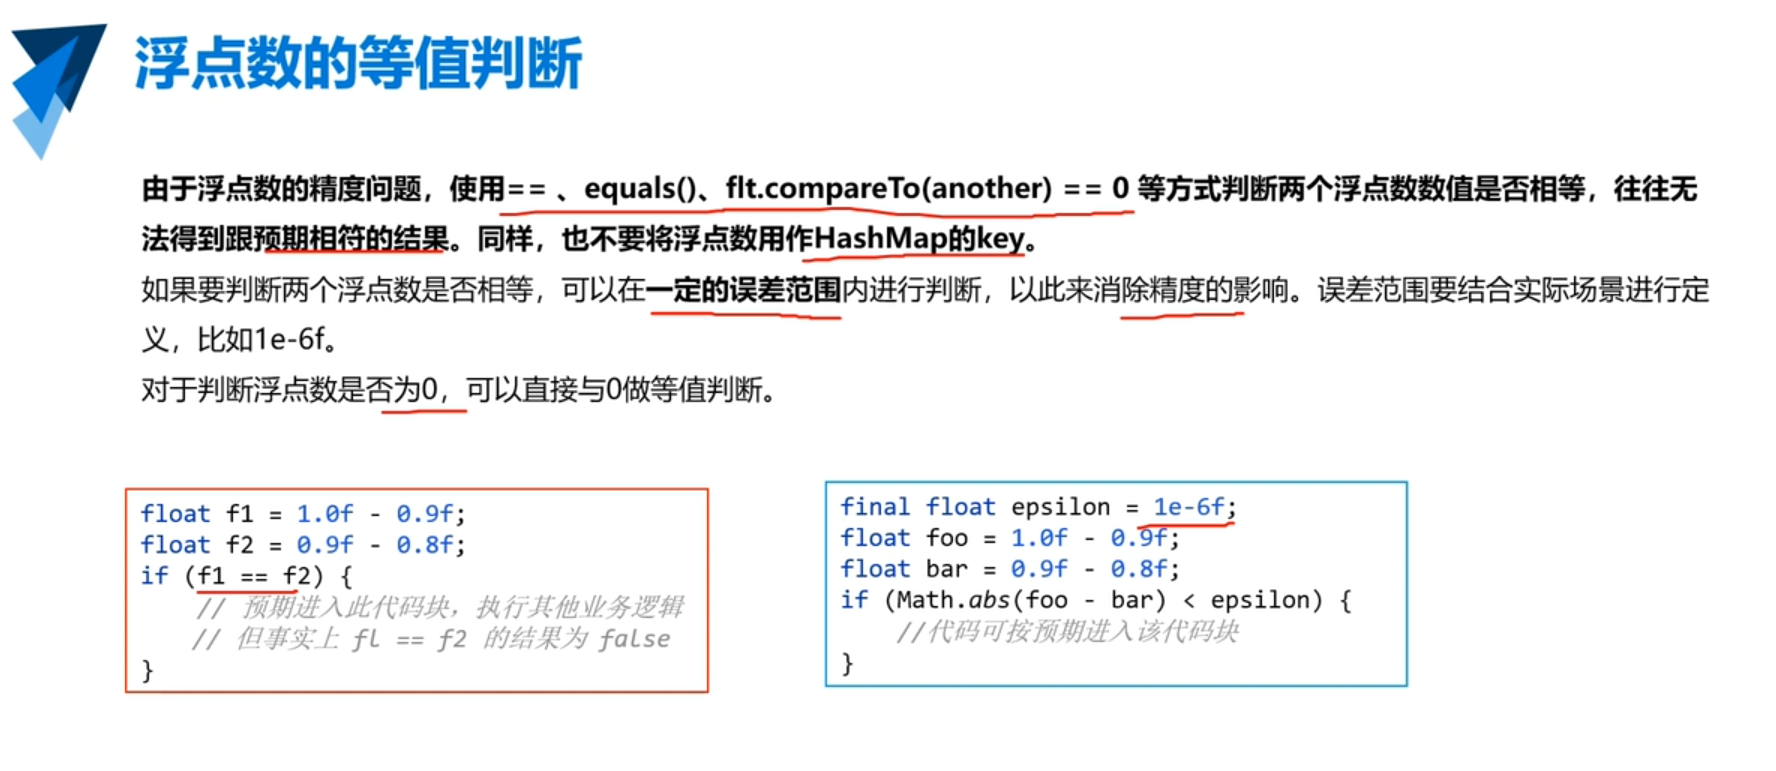 浮点数的等值判断
由于浮点数的精度问题，使用== 、equals()、flt.compareTo(another) == 0 等方式判断两个浮点数数值是否相等，往往无
法得到跟预期相符的结果。同样，也不要将浮点数用作HashMap的key。
如果要判断两个浮点数是否相等，可以在一定的误差范围内进行判断，以此来消除精度的影响。误差范围要结合实际场景进行定
义，比如1e-6f。
对于判断浮点数是否为0，可以直接与0做等值判断。
float f1 = 1.0f - 0.9f;
float f2 = 0.9f - 0.8f;
if (f1 == f2) {
// 预期进入此代码块，执行其他业务逻辑
// 但事实上 fl == f2 的结果为 false
}
final float epsilon = 1e-6f;
float foo = 1.0f - 0.9f;
float bar = 0.9f - 0.8f;
if (Math.abs(foo - bar) < epsilon) {
//代码可按预期进入该代码块
}